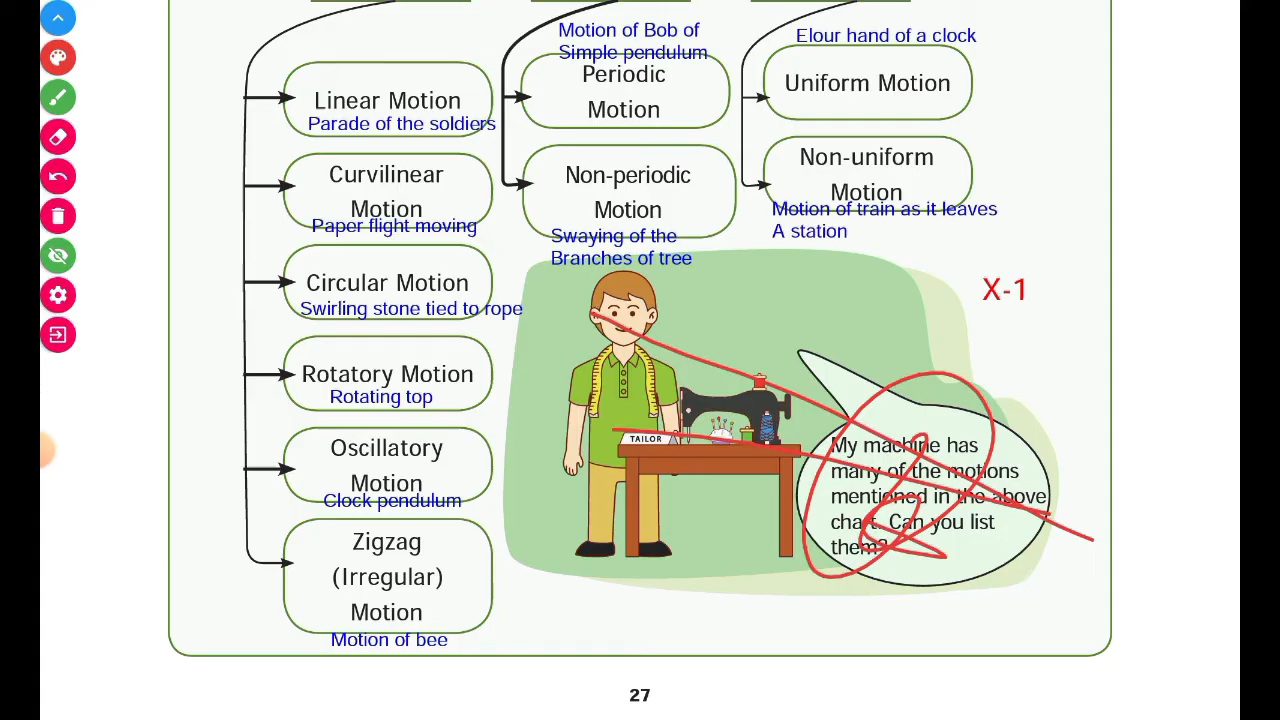 Linear Motion
Parade of the soldiers
Curvilinear
Motion
Paper flight moving
Circular Motion
Swirling stone tied to rope
Rotatory Motion
Rotating top
Oscillatory
Motion
Clock pendulum
Zigzag
(Irregular)
Motion
Motion of bee
Motion of Bob of
Simple pendulum
Periodic
Motion
Non-periodic
Motion
Swaying of the
Branches of tree
Elour hand of a clock
Uniform Motion
Non-uniform
Motion
Motion of train as it leaves
A station
X-1
TAILOR
My machine has
many of the motions
mentioned in the above
chart. Can you list
them?
27